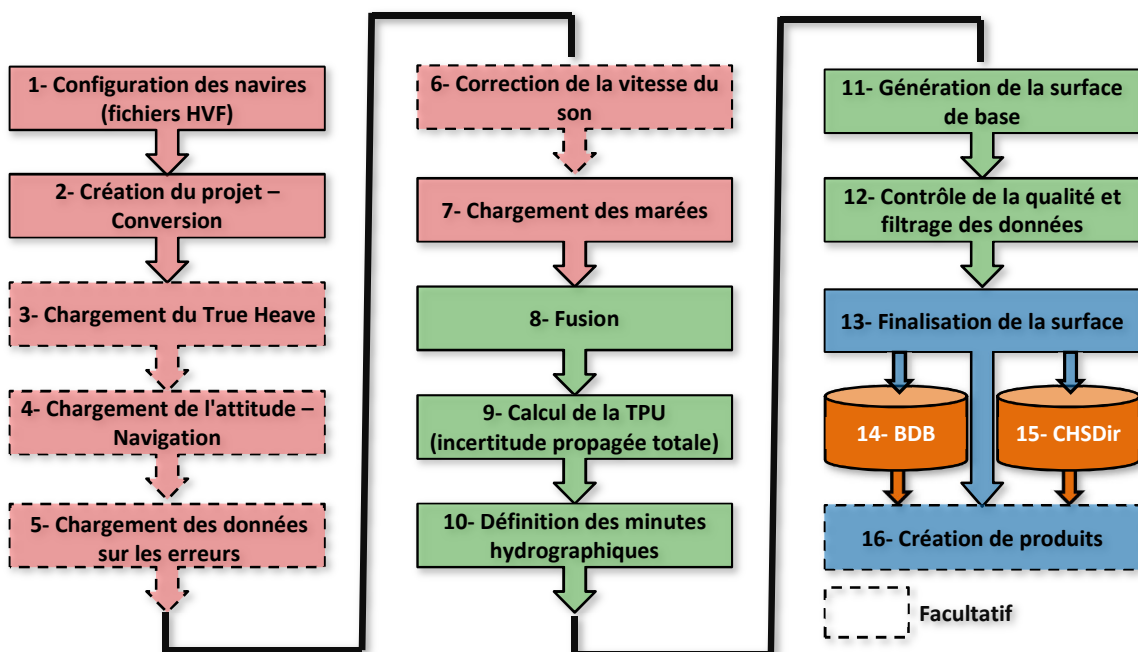 1- Configuration des navires
(fichiers HVF)
2- Création du projet –
Conversion
3- Chargement du True Heave
4- Chargement de l'attitude –
Navigation
5- Chargement des données
sur les erreurs
6- Correction de la vitesse du
son
7- Chargement des marées
8- Fusion
9- Calcul de la TPU
(incertitude propagée totale)
10- Définition des minutes
hydrographiques
11- Génération de la surface
de base
12- Contrôle de la qualité et
filtrage des données
13- Finalisation de la surface
14- BDB
15- CHSDir
16- Création de produits
Facultatif